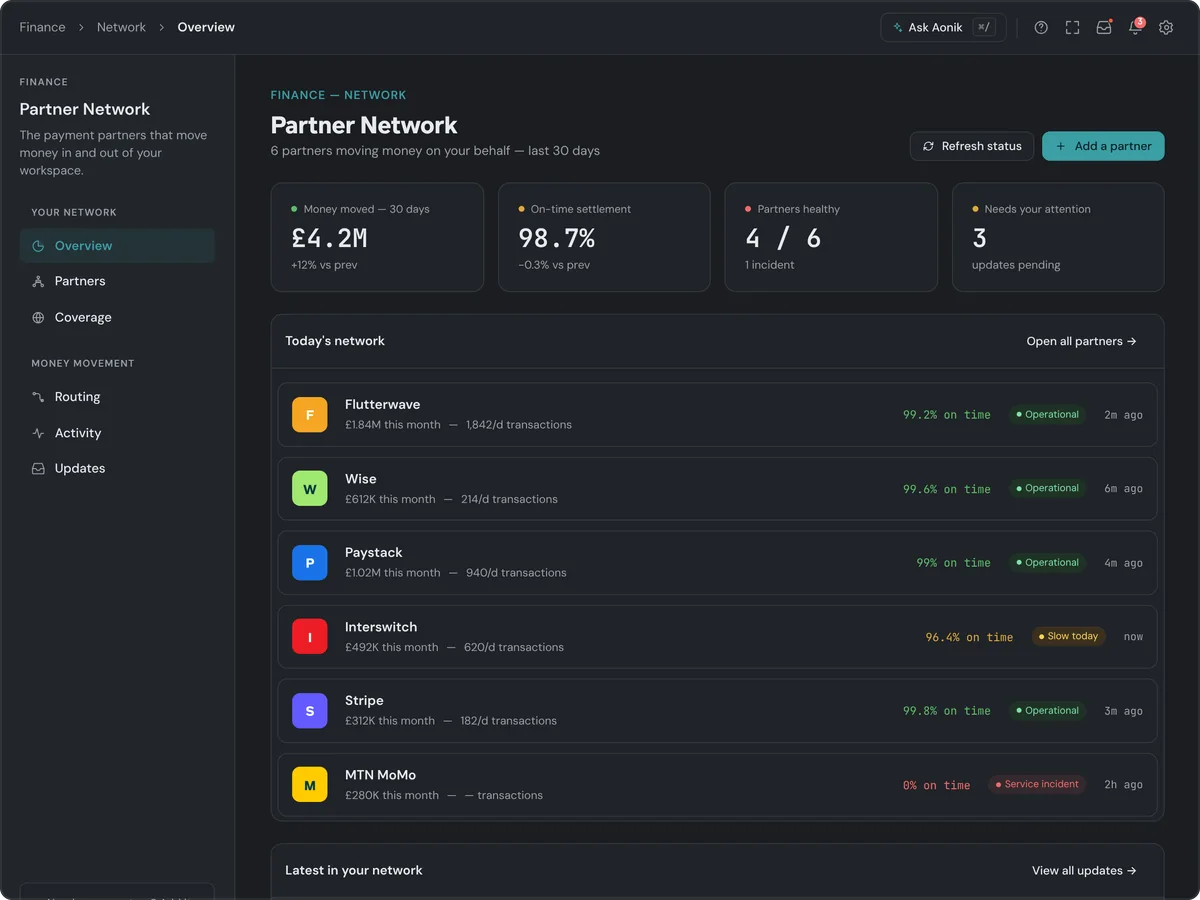 Finance > Network > Overview
Ask Aonik ⌘/
3
FINANCE
Partner Network
The payment partners that move
money in and out of your
workspace.
YOUR NETWORK
Overview
Partners
Coverage
MONEY MOVEMENT
Routing
Activity
Updates
FINANCE — NETWORK
Partner Network
6 partners moving money on your behalf — last 30 days
Refresh status
+ Add a partner
Money moved — 30 days
£4.2M
+12% vs prev
On-time settlement
98.7%
−0.3% vs prev
Partners healthy
4 / 6
1 incident
Needs your attention
3
updates pending
Today's network
Open all partners →
F
Flutterwave
£1.84M this month — 1,842/d transactions
99.2% on time
Operational
2m ago
W
Wise
£612K this month — 214/d transactions
99.6% on time
Operational
6m ago
P
Paystack
£1.02M this month — 940/d transactions
99% on time
Operational
4m ago
I
Interswitch
£492K this month — 620/d transactions
96.4% on time
Slow today
now
S
Stripe
£312K this month — 182/d transactions
99.8% on time
Operational
3m ago
M
MTN MoMo
£280K this month — — transactions
0% on time
Service incident
2h ago
Latest in your network
View all updates →